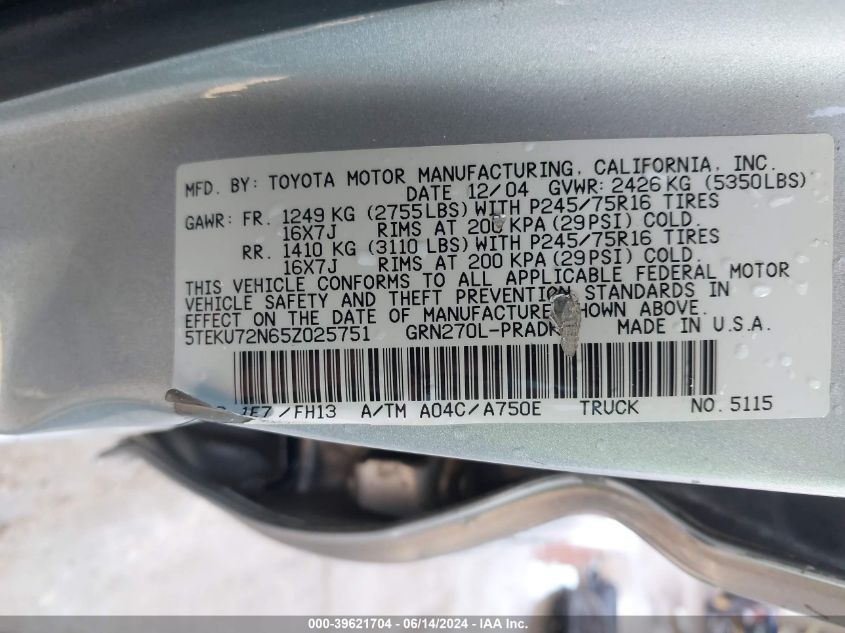 MFD. BY: TOYOTA MOTOR MANUFACTURING, CALIFORNIA, INC.
DATE 12/04 GVWR: 2426 KG (5350LBS)
GAWR: FR. 1249 KG (2755LBS) WITH P245/75R16 TIRES
16X7J RIMS AT 200 KPA (29PSI) COLD.
RR. 1410 KG (3110 LBS) WITH P245/75R16 TIRES
16X7J RIMS AT 200 KPA (29PSI) COLD.
THIS VEHICLE CONFORMS TO ALL APPLICABLE FEDERAL MOTOR
VEHICLE SAFETY AND THEFT PREVENTION STANDARDS IN
EFFECT ON THE DATE OF MANUFACTURE SHOWN ABOVE.
5TEKU72N65Z025751 MADE IN U.S.A.
/FH13 A/TM A04C/A750E TRUCK NO. 5115
000-39621704 - 06/14/2024 - IAA Inc.